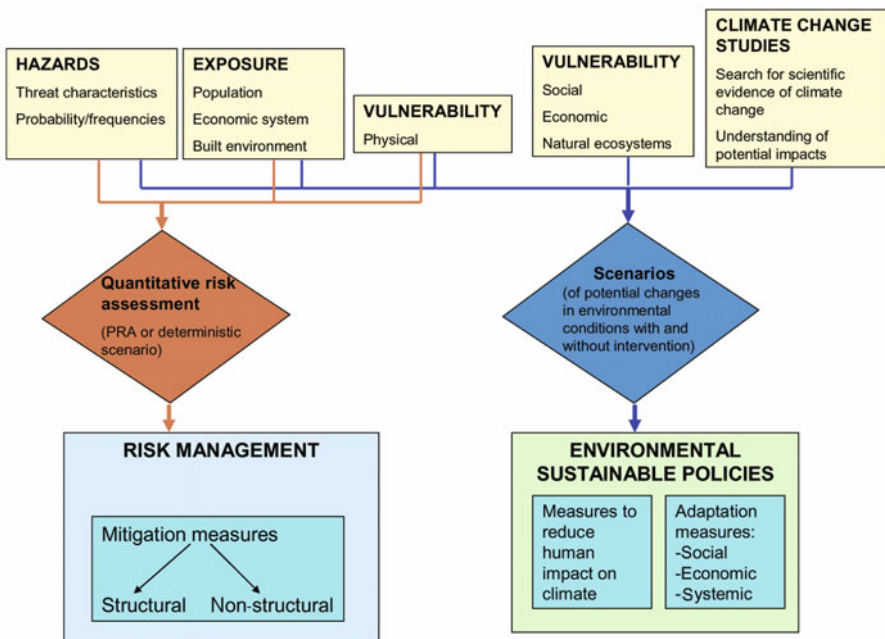 HAZARDS
Threat characteristics
Probability/frequencies
EXPOSURE
Population
Economic system
Built environment
VULNERABILITY
Physical
VULNERABILITY
Social
Economic
Natural ecosystems
CLIMATE CHANGE
STUDIES
Search for scientific
evidence of climate
change
Understanding of
potential impacts
Quantitative risk
assessment
(PRA or deterministic
scenario)
Scenarios
(of potential changes
in environmental
conditions with and
without intervention)
RISK MANAGEMENT
Mitigation measures
Structural
Non-structural
ENVIRONMENTAL
SUSTAINABLE POLICIES
Measures to
reduce
human
impact on
climate
Adaptation
measures:
-Social
-Economic
-Systemic